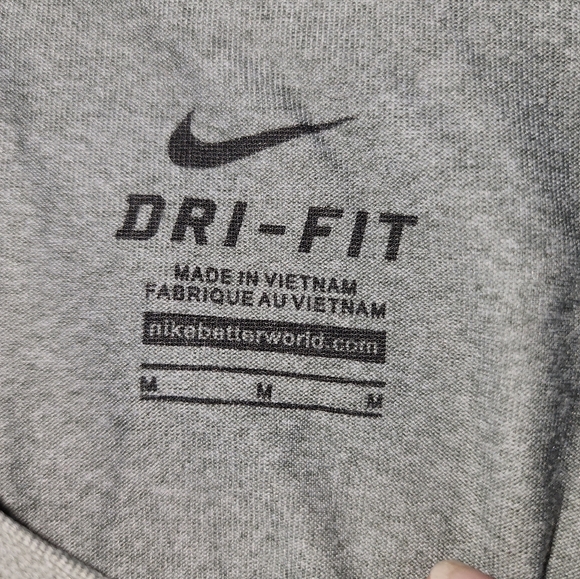 DRI-FIT
MADE IN VIETNAM
FABRIQUE AU VIETNAM
nikebetterworld.com
M M M